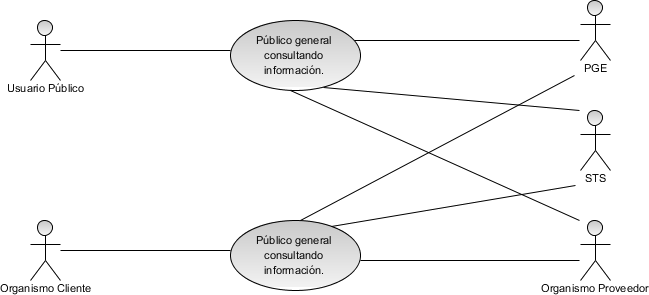 Público general
consultando
información.
PGE
Usuario Público
STS
Público general
consultando
información.
Organismo Cliente
Organismo Proveedor